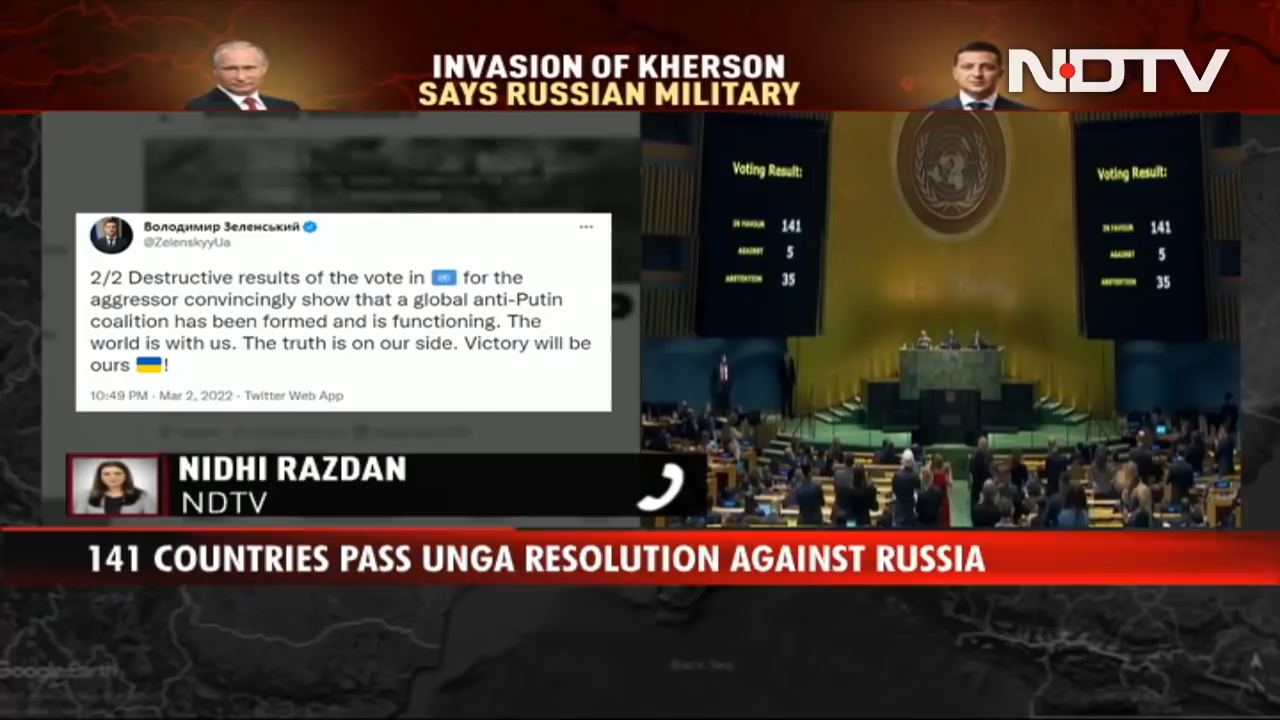 INVASION OF KHERSON
SAYS RUSSIAN MILITARY
NDTV
Володимир Зеленський
@ZelenskyyUa
2/2 Destructive results of the vote in 🇺🇳 for the
aggressor convincingly show that a global anti-Putin
coalition has been formed and is functioning. The
world is with us. The truth is on our side. Victory will be
ours 🇺🇦!
10:49 PM · Mar 2, 2022 · Twitter Web App
Voting Result:
IN FAVOUR 141
AGAINST 5
ABSTENTION 35
Voting Result:
IN FAVOUR 141
AGAINST 5
ABSTENTION 35
NIDHI RAZDAN
NDTV
141 COUNTRIES PASS UNGA RESOLUTION AGAINST RUSSIA
Google Earth
Black Sea